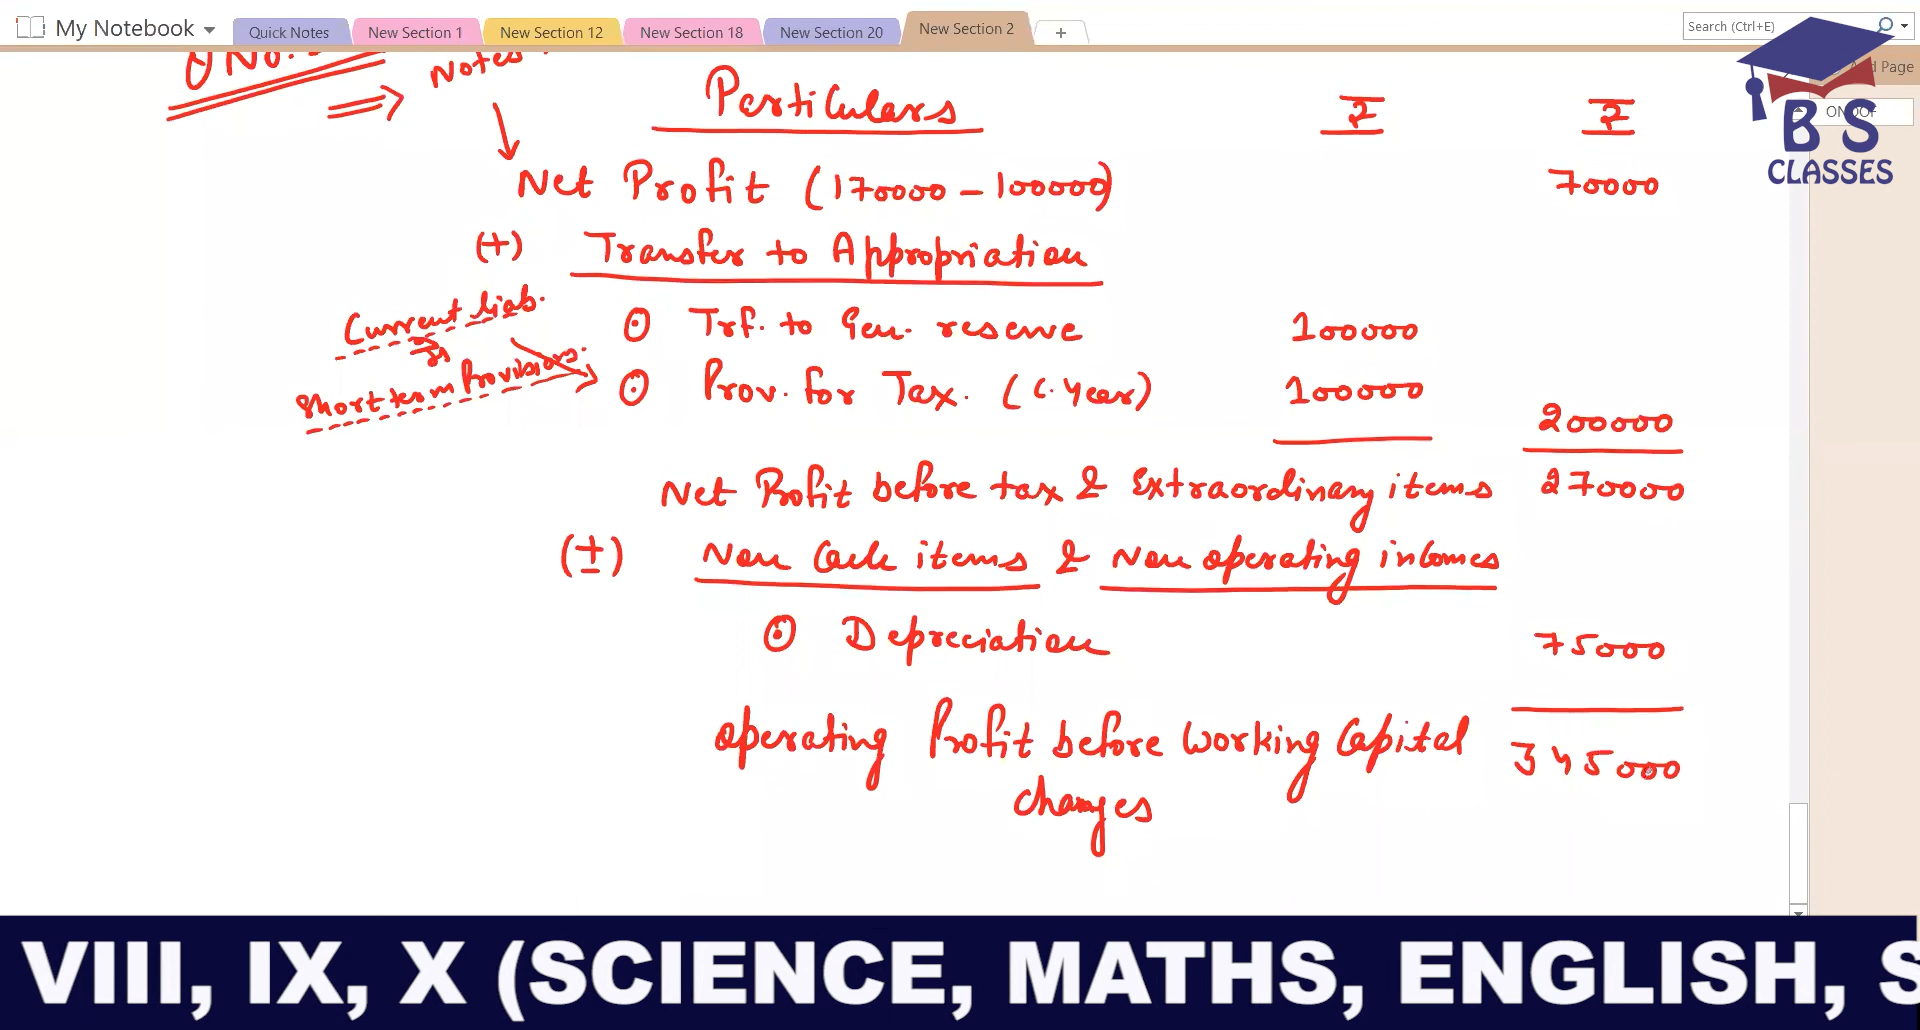 My Notebook
Quick Notes
New Section 1
New Section 12
New Section 18
New Section 20
New Section 2
+
Search (Ctrl+E)
d Page
BS
CLASSES
Notes
Particulars ₹ ₹
Net Profit (170000 - 100000) 70000
(+) Transfer to Appropriation
Current liab.
Short term Provisions.
⊙ Trf. to Gen. reserve 100000
⊙ Prov. for Tax. (C. Year) 100000
200000
Net Profit before tax & Extraordinary items 270000
(±) Non Cash items & Non operating incomes
⊙ Depreciation 75000
operating Profit before Working Capital 345000
changes
VIII, IX, X (SCIENCE, MATHS, ENGLISH, S